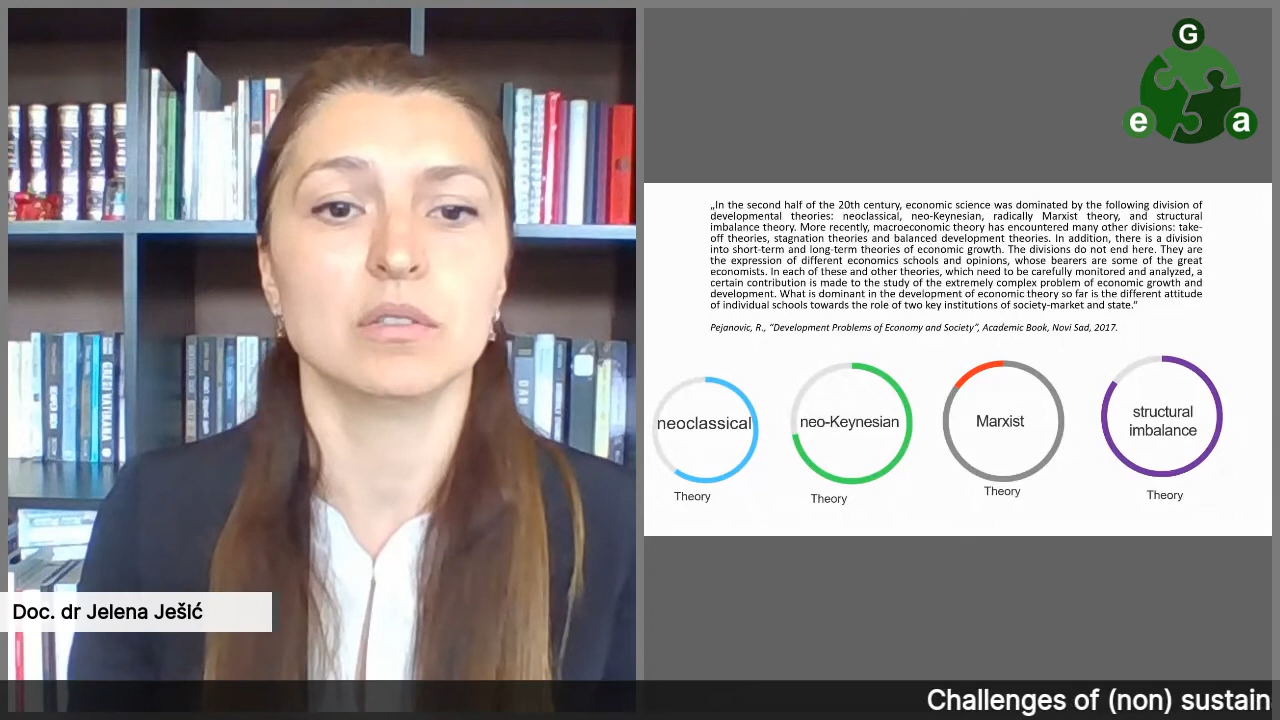 G
e
a
„In the second half of the 20th century, economic science was dominated by the following division of
developmental theories: neoclassical, neo-Keynesian, radically Marxist theory, and structural
imbalance theory. More recently, macroeconomic theory has encountered many other divisions: take-
off theories, stagnation theories and balanced development theories. In addition, there is a division
into short-term and long-term theories of economic growth. The divisions do not end here. They are
the expression of different economics schools and opinions, whose bearers are some of the great
economists. In each of these and other theories, which need to be carefully monitored and analyzed, a
certain contribution is made to the study of the extremely complex problem of economic growth and
development. What is dominant in the development of economic theory so far is the different attitude
of individual schools towards the role of two key institutions of society-market and state.“
Pejanovic, R., “Development Problems of Economy and Society”, Academic Book, Novi Sad, 2017.
neoclassical
Theory
neo-Keynesian
Theory
Marxist
Theory
structural
imbalance
Theory
Doc. dr Jelena Ješić
Challenges of (non) sustain